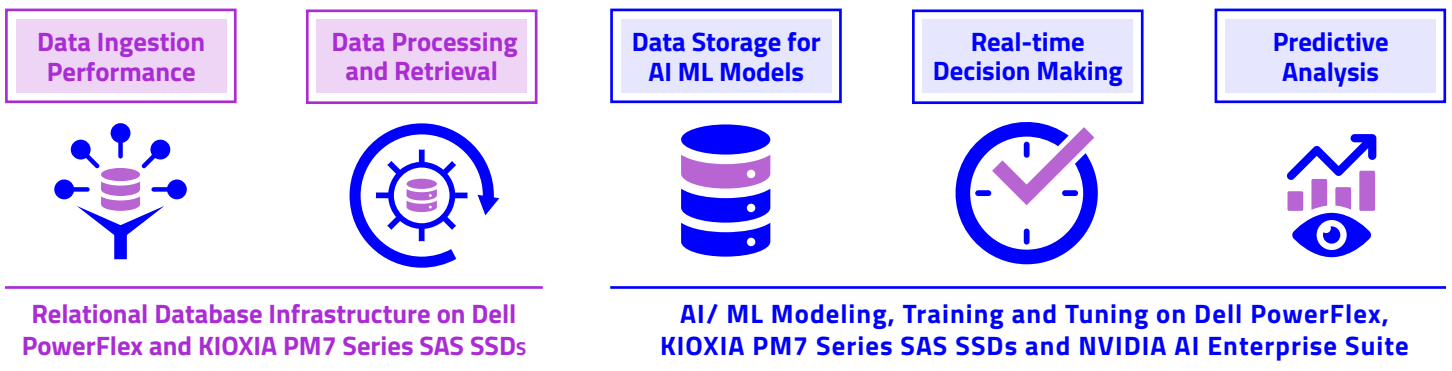 Data Ingestion
Performance
Data Processing
and Retrieval
Data Storage for
AI ML Models
Real-time
Decision Making
Predictive
Analysis
Relational Database Infrastructure on Dell
PowerFlex and KIOXIA PM7 Series SAS SSDs
AI/ ML Modeling, Training and Tuning on Dell PowerFlex,
KIOXIA PM7 Series SAS SSDs and NVIDIA AI Enterprise Suite